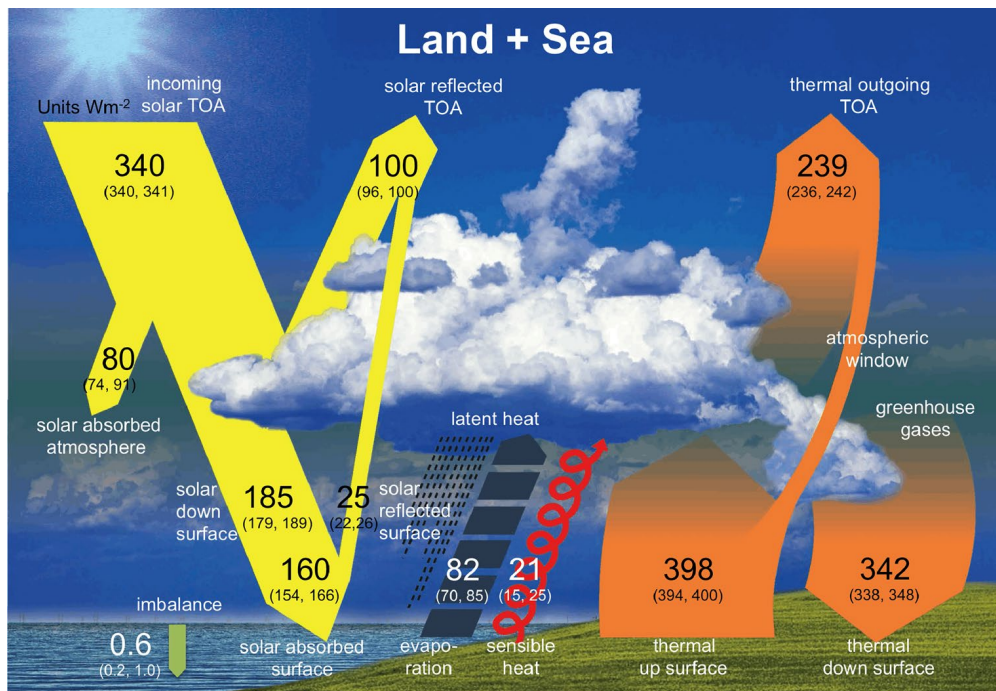 Land + Sea
incoming
solar TOA
Units Wm-2
340
(340, 341)
solar reflected
TOA
100
(96, 100)
thermal outgoing
TOA
239
(236, 242)
80
(74, 91)
solar absorbed
atmosphere
atmospheric
window
greenhouse
gases
latent heat
solar
down
surface
185
(179, 189)
25
(22,26)
solar
reflected
surface
160
(154, 166)
solar absorbed
surface
82
(70, 85)
evapo-
ration
21
(15, 25)
sensible
heat
398
(394, 400)
thermal
up surface
342
(338, 348)
thermal
down surface
imbalance
0.6
(0.2, 1.0)